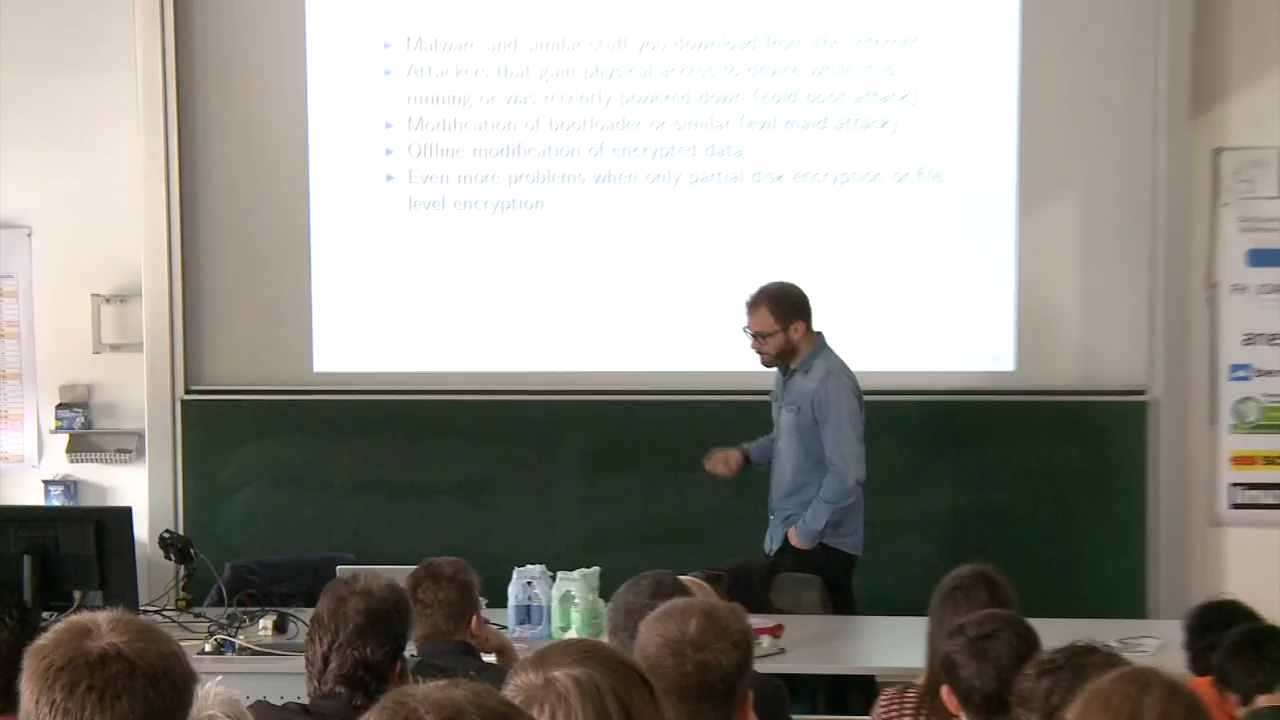 Malware and similar stuff you download from the Internet
Attackers that gain physical access to device while it is
running or was recently powered down (cold boot attack)
Modification of bootloader or similar (evil maid attack)
Offline modification of encrypted data
Even more problems when only partial disk encryption or file
level encryption